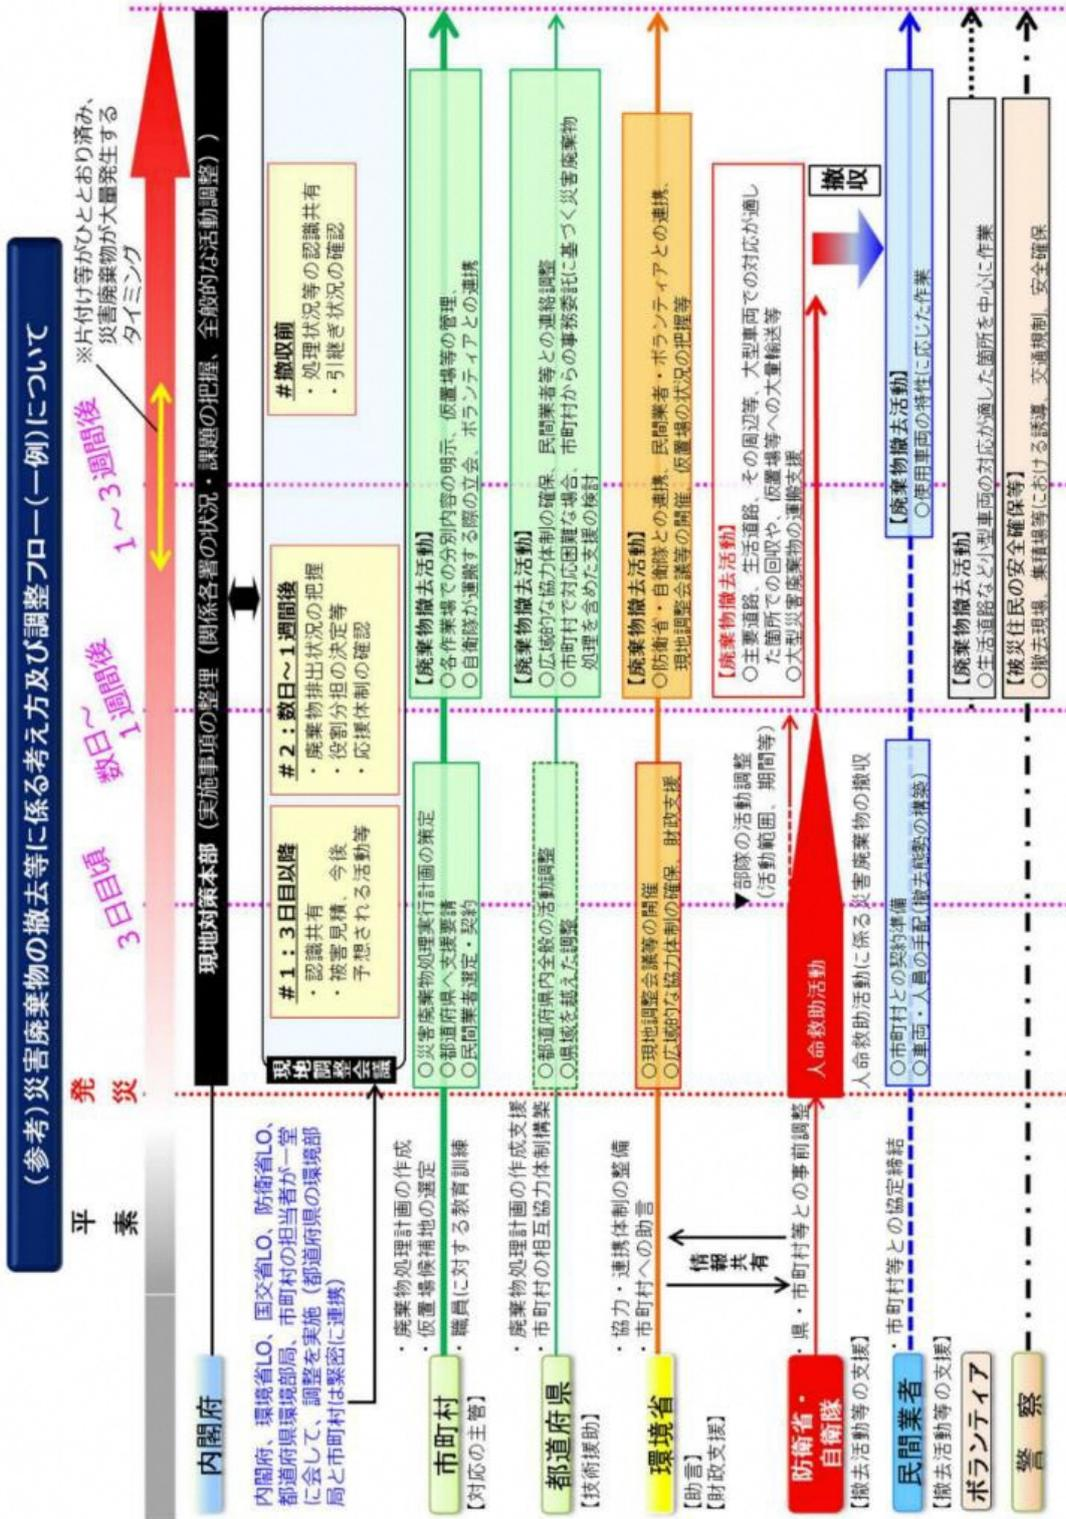 (参考)災害廃棄物の撤去等に係る考え方及び調整フロー(一例)について
平素
発災
3日目頃
数日～
1週間後
1～3週間後
※片付け等がひととおり済み、
災害廃棄物が大量発生する
タイミング
内閣府
現地対策本部（実施事項の整理（関係各署の状況・課題の把握、全般的な活動調整））
内閣府、環境省LO、国交省LO、防衛省LO、
都道府県環境部局、市町村の担当者が一堂
に会して、調整を実施（都道府県の環境部
局と市町村は緊密に連携）
現地調整会議
＃1：3日目以降
・認識共有
・被害見積、今後
予想される活動等
＃2：数日～1週間後
・廃棄物排出状況の把握
・役割分担の決定等
・応援体制の確認
＃撤収前
・処理状況等の認識共有
・引継ぎ状況の確認
市町村
【対応の主管】
・廃棄物処理計画の作成
・仮置場候補地の選定
・職員に対する教育訓練
○災害廃棄物処理実行計画の策定
○都道府県へ支援要請
○民間業者選定・契約
【廃棄物撤去活動】
○各作業場での分別内容の明示、仮置場等の管理、
○自衛隊が運搬する際の立会、ボランティアとの連携
都道府県
【技術援助】
・廃棄物処理計画の作成支援
・市町村の相互協力体制構築
○都道府県内全般の活動調整
○県域を越えた調整
【廃棄物撤去活動】
○広域的な協力体制の確保、民間業者等との連絡調整
○市町村で対応困難な場合、市町村からの事務委託に基づく災害廃棄物
処理を含めた支援の検討
環境省
【助言】
【財政支援】
・協力・連携体制の整備
・市町村への助言
○現地調整会議等の開催
○広域的な協力体制の確保、財政支援
【廃棄物撤去活動】
○防衛省・自衛隊との連携、民間業者・ボランティアとの連携、
現地調整会議等の開催、仮置場の状況の把握等
情報共有
防衛省・
自衛隊
【撤去活動等の支援】
・県・市町村等との事前調整
人命救助活動
▼部隊の活動調整
（活動範囲、期間等）
人命救助活動に係る災害廃棄物の撤収
【廃棄物撤去活動】
○主要道路、生活道路、その周辺等、大型車両での対応が適し
た箇所での回収や、仮置場等への大量輸送等
○大型災害廃棄物の運搬支援
撤収
民間業者
【撤去活動等の支援】
・市町村等との協定締結
○市町村との契約準備
○車両・人員の手配（撤去態勢の構築）
【廃棄物撤去活動】
○使用車両の特性に応じた作業
ボランティア
【廃棄物撤去活動】
○生活道路など小型車両の対応が適した箇所を中心に作業
警察
【被災住民の安全確保等】
○撤去現場、集積場等における誘導、交通規制、安全確保